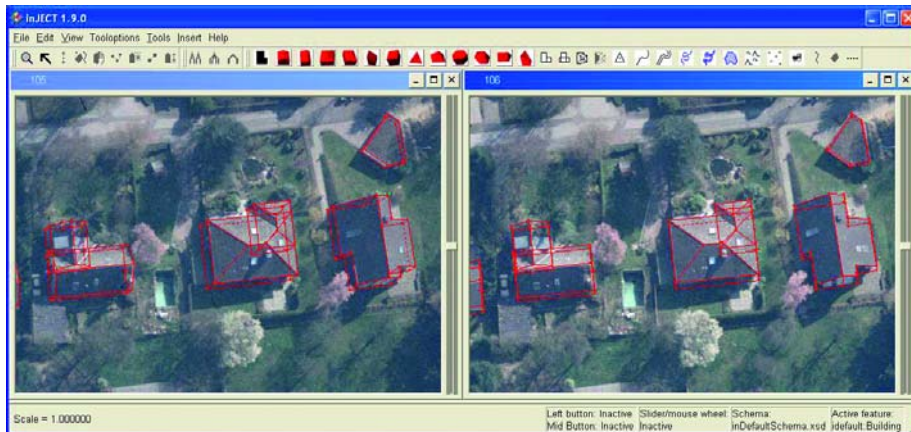 inJECT 1.9.0
File Edit View Tooloptions Tools Insert Help
105
106
Scale = 1.000000
Left button: Inactive Slider/mouse wheel: Schema: Active feature:
Mid Button: Inactive Inactive inDefaultSchema.xsd idefault:Building